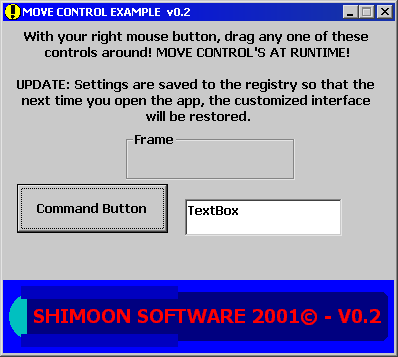 MOVE CONTROL EXAMPLE v0.2
With your right mouse button, drag any one of these
controls around! MOVE CONTROL'S AT RUNTIME!
UPDATE: Settings are saved to the registry so that the
next time you open the app, the customized interface
will be restored.
Frame
Command Button
TextBox
SHIMOON SOFTWARE 2001© - V0.2